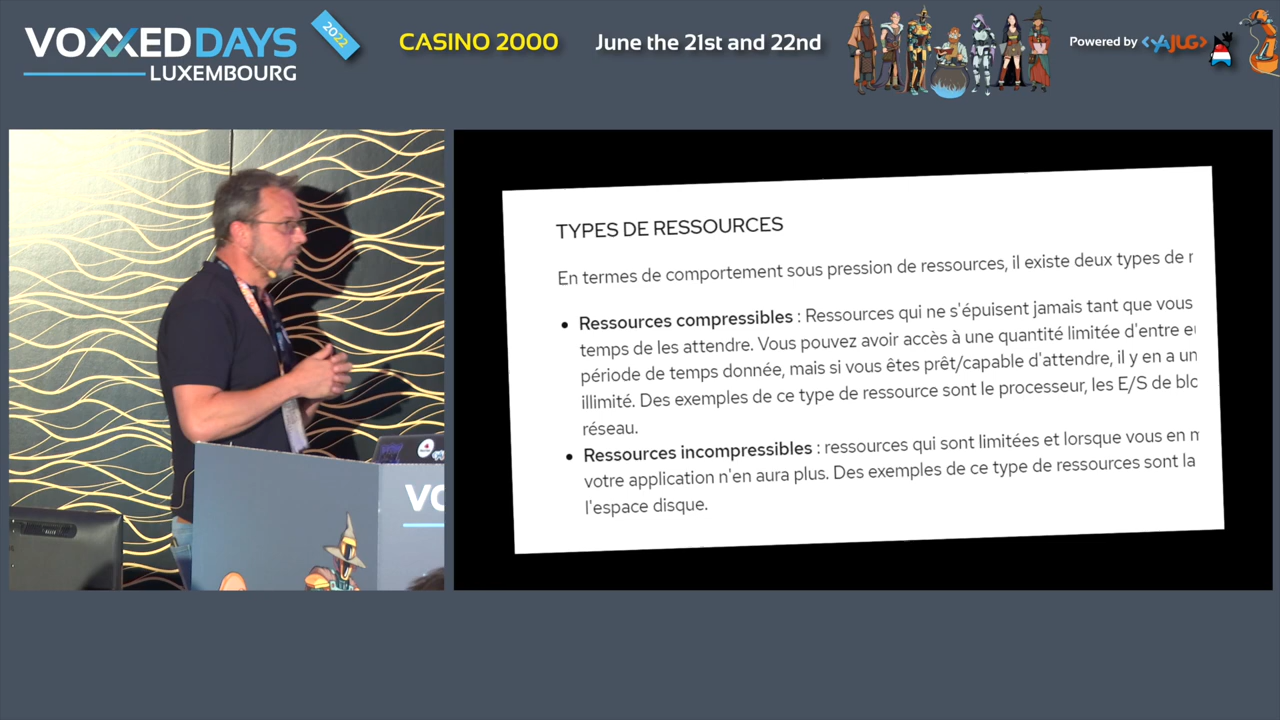 VOXXED DAYS
LUXEMBOURG
2022
CASINO 2000
June the 21st and 22nd
Powered by <YAJUG>
TYPES DE RESSOURCES
En termes de comportement sous pression de ressources, il existe deux types de
Ressources compressibles : Ressources qui ne s'épuisent jamais tant que vous
temps de les attendre. Vous pouvez avoir accès à une quantité limitée d'entre
période de temps donnée, mais si vous êtes prêt/capable d'attendre, il y en a un
illimité. Des exemples de ce type de ressource sont le processeur, les E/S de
réseau.
Ressources incompressibles : ressources qui sont limitées et lorsque vous en
votre application n'en aura plus. Des exemples de ce type de ressources sont la
l'espace disque.
VO